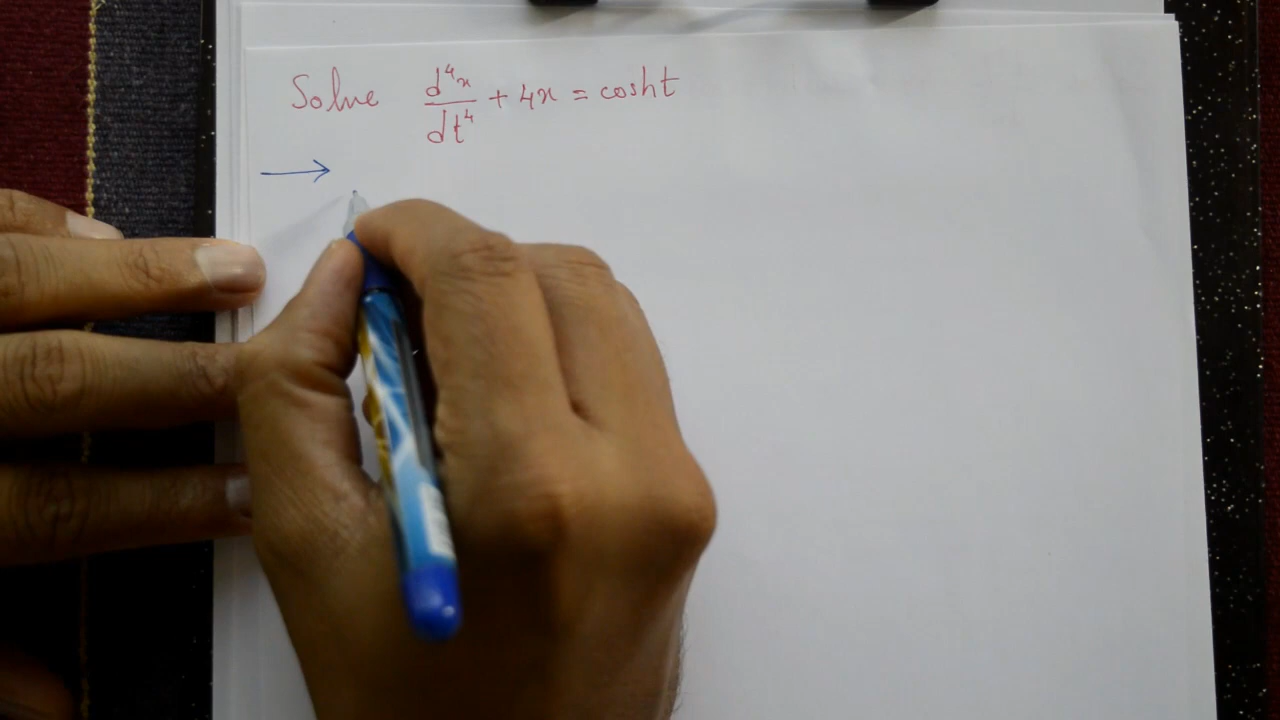 Solve d⁴x/dt⁴ + 4x = cosht
→